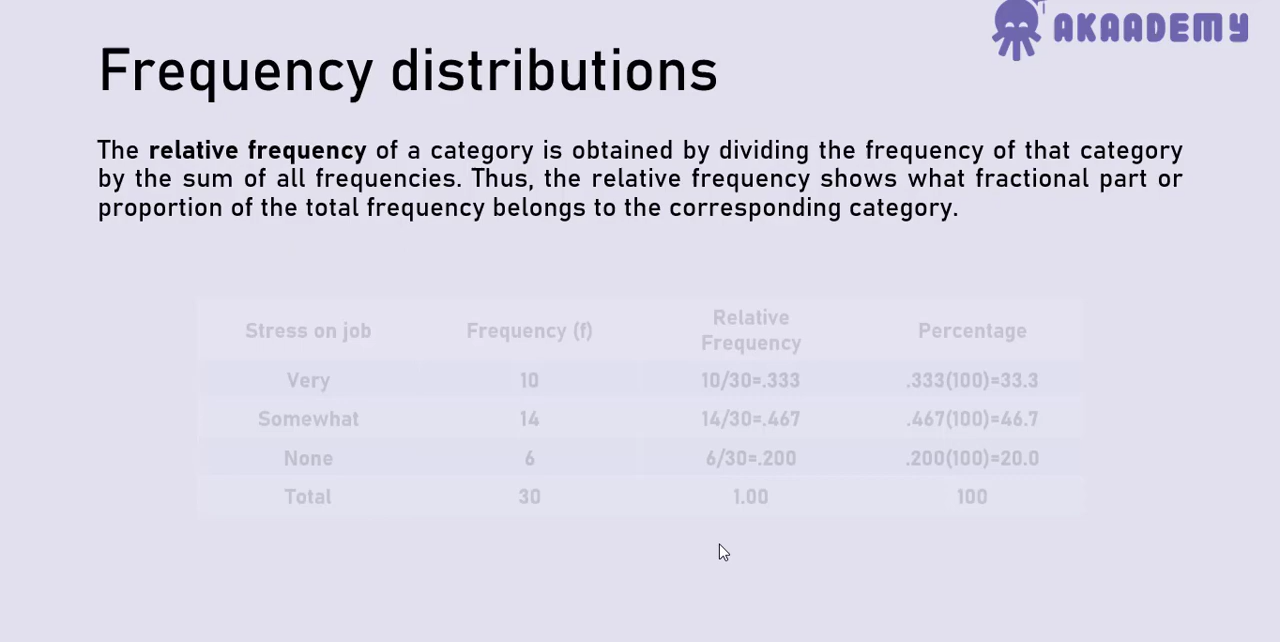 AKAADEMY
Frequency distributions
The relative frequency of a category is obtained by dividing the frequency of that category
by the sum of all frequencies. Thus, the relative frequency shows what fractional part or
proportion of the total frequency belongs to the corresponding category.
Stress on job Frequency (f) Relative Frequency Percentage
Very 10 10/30=.333 .333(100)=33.3
Somewhat 14 14/30=.467 .467(100)=46.7
None 6 6/30=.200 .200(100)=20.0
Total 30 1.00 100